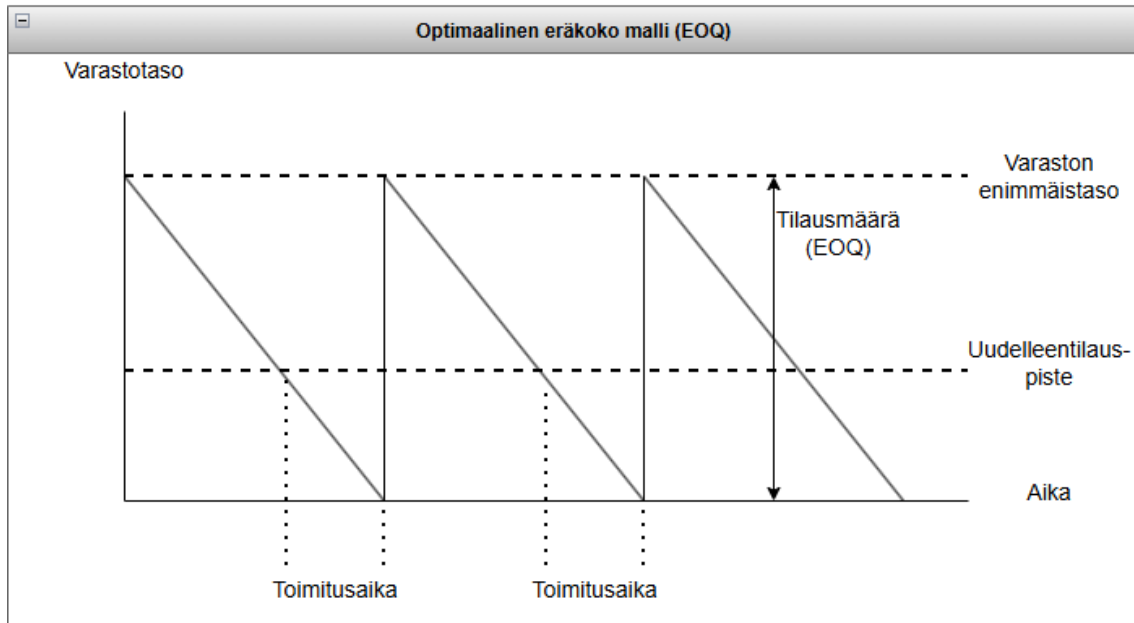 Optimaalinen eräkoko malli (EOQ)
Varastotaso
Varaston
enimmäistaso
Tilausmäärä
(EOQ)
Uudelleentilaus-
piste
Aika
Toimitusaika
Toimitusaika